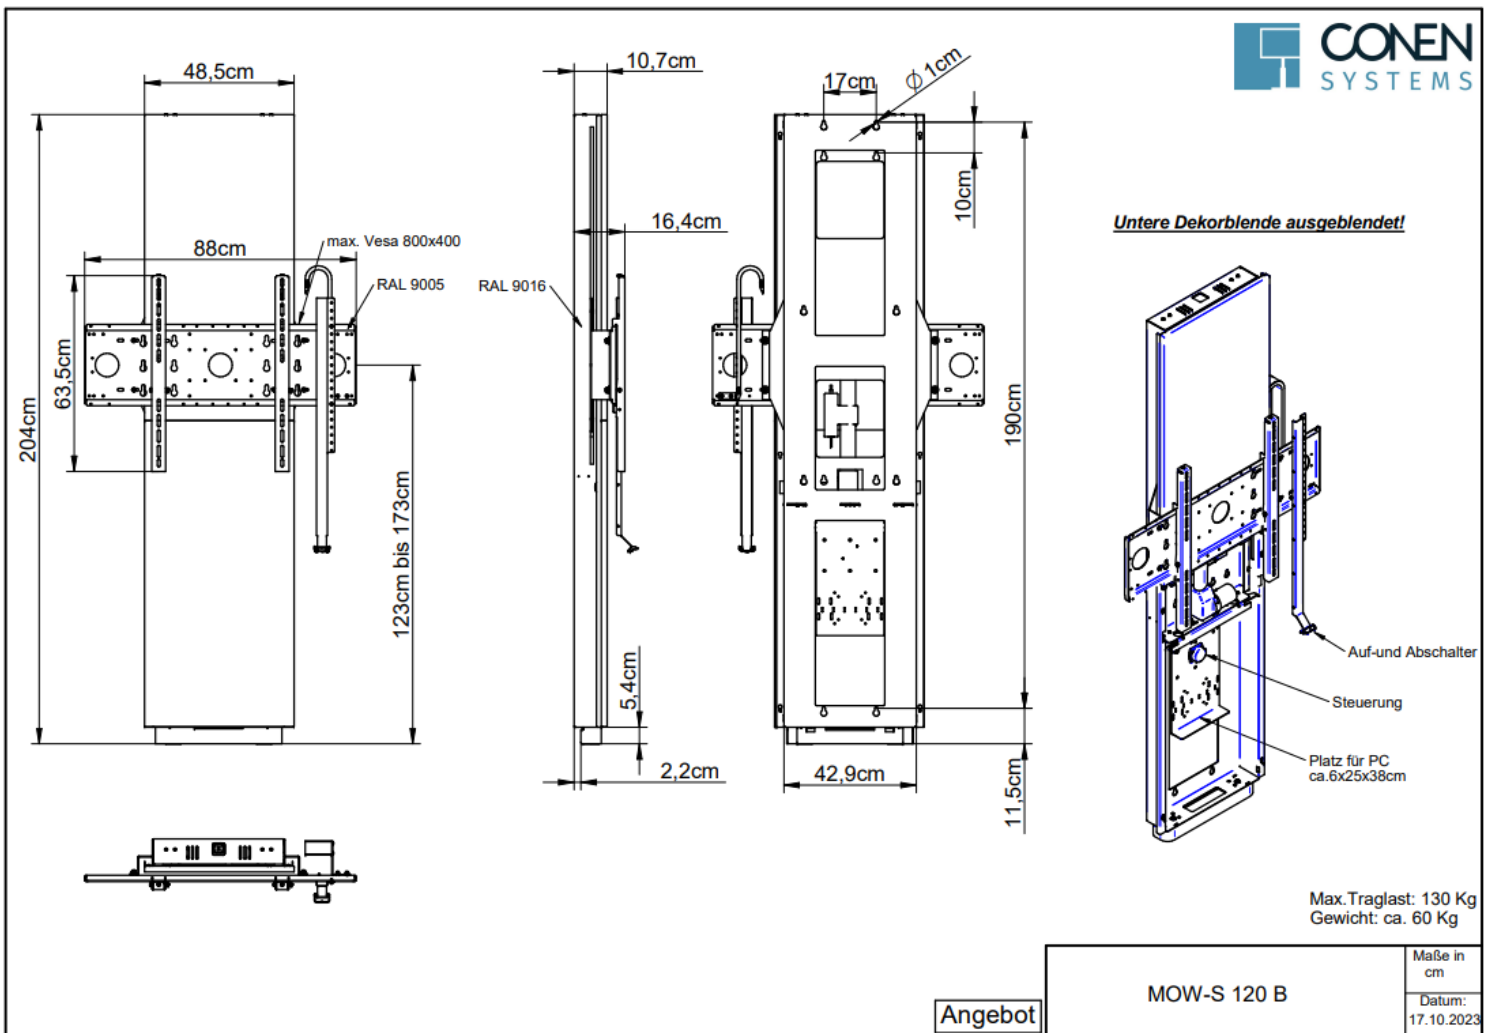 CONEN
SYSTEMS
48,5cm
10,7cm
17cm
∅ 1cm
10cm
16,4cm
Untere Dekorblende ausgeblendet!
88cm
max. Vesa 800x400
RAL 9005
RAL 9016
63,5cm
204cm
190cm
123cm bis 173cm
5,4cm
2,2cm
42,9cm
11,5cm
Auf-und Abschalter
Steuerung
Platz für PC
ca.6x25x38cm
Max.Traglast: 130 Kg
Gewicht: ca. 60 Kg
Angebot
MOW-S 120 B
Maße in
cm
Datum:
17.10.2023